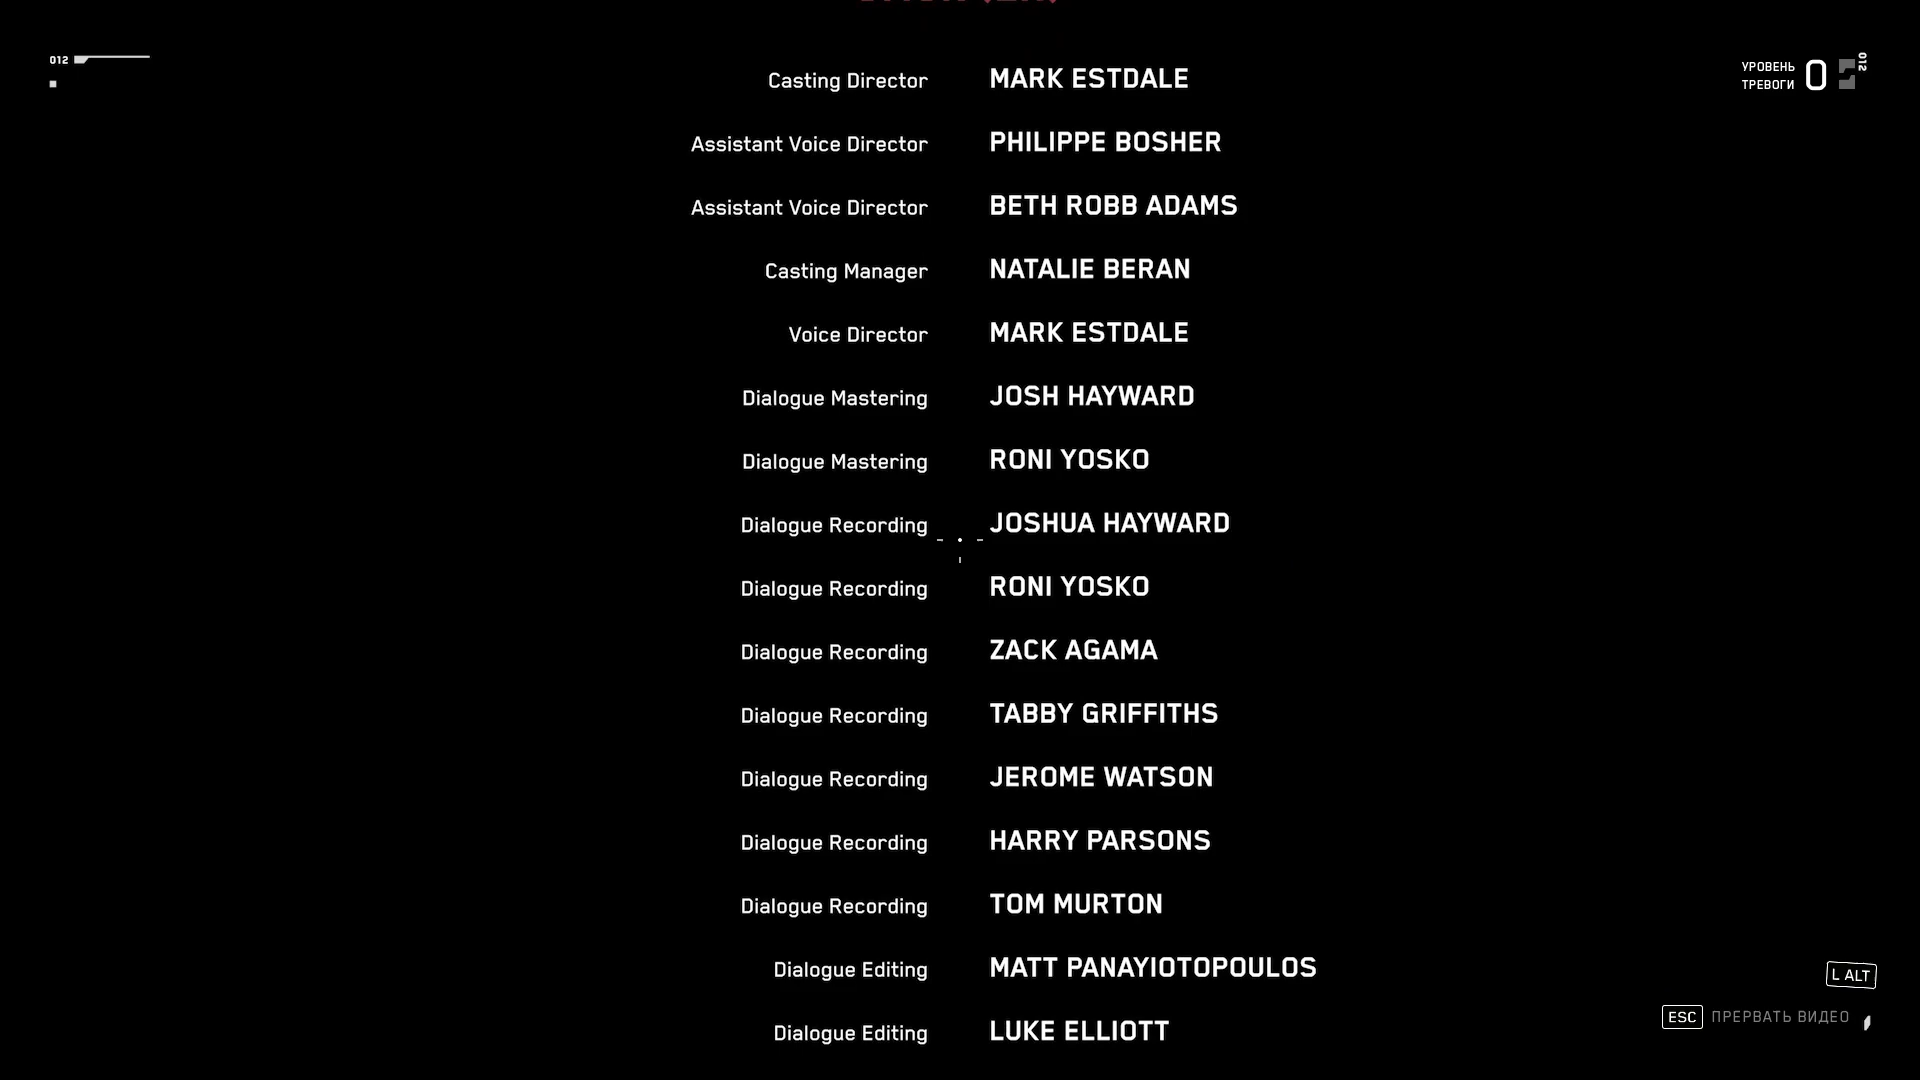 012
УРОВЕНЬ
ТРЕВОГИ
0
012
Casting Director MARK ESTDALE
Assistant Voice Director PHILIPPE BOSHER
Assistant Voice Director BETH ROBB ADAMS
Casting Manager NATALIE BERAN
Voice Director MARK ESTDALE
Dialogue Mastering JOSH HAYWARD
Dialogue Mastering RONI YOSKO
Dialogue Recording JOSHUA HAYWARD
Dialogue Recording RONI YOSKO
Dialogue Recording ZACK AGAMA
Dialogue Recording TABBY GRIFFITHS
Dialogue Recording JEROME WATSON
Dialogue Recording HARRY PARSONS
Dialogue Recording TOM MURTON
Dialogue Editing MATT PANAYIOTOPOULOS
L ALT
ESC ПРЕРВАТЬ ВИДЕО
Dialogue Editing LUKE ELLIOTT